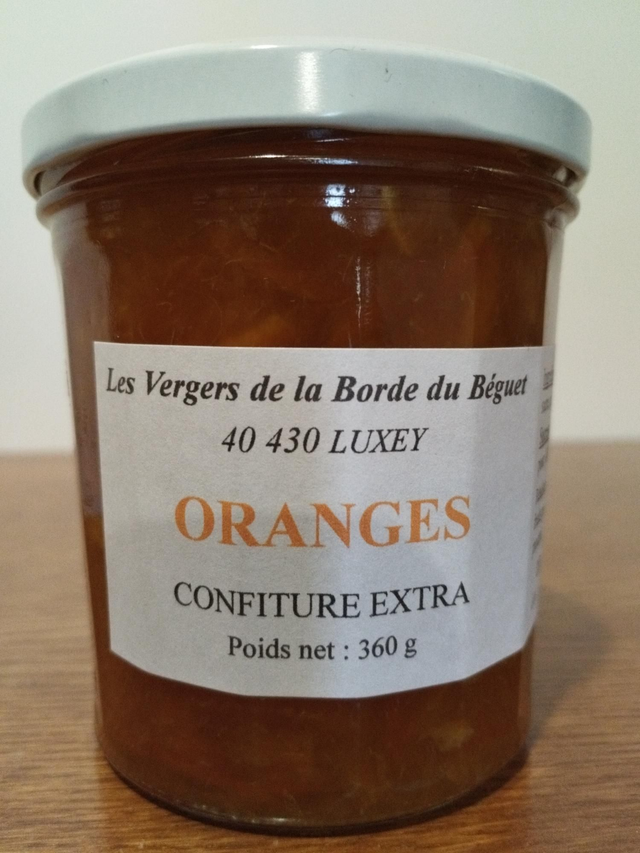 Les Vergers de la Borde du Béguet
40 430 LUXEY
ORANGES
CONFITURE EXTRA
Poids net : 360 g